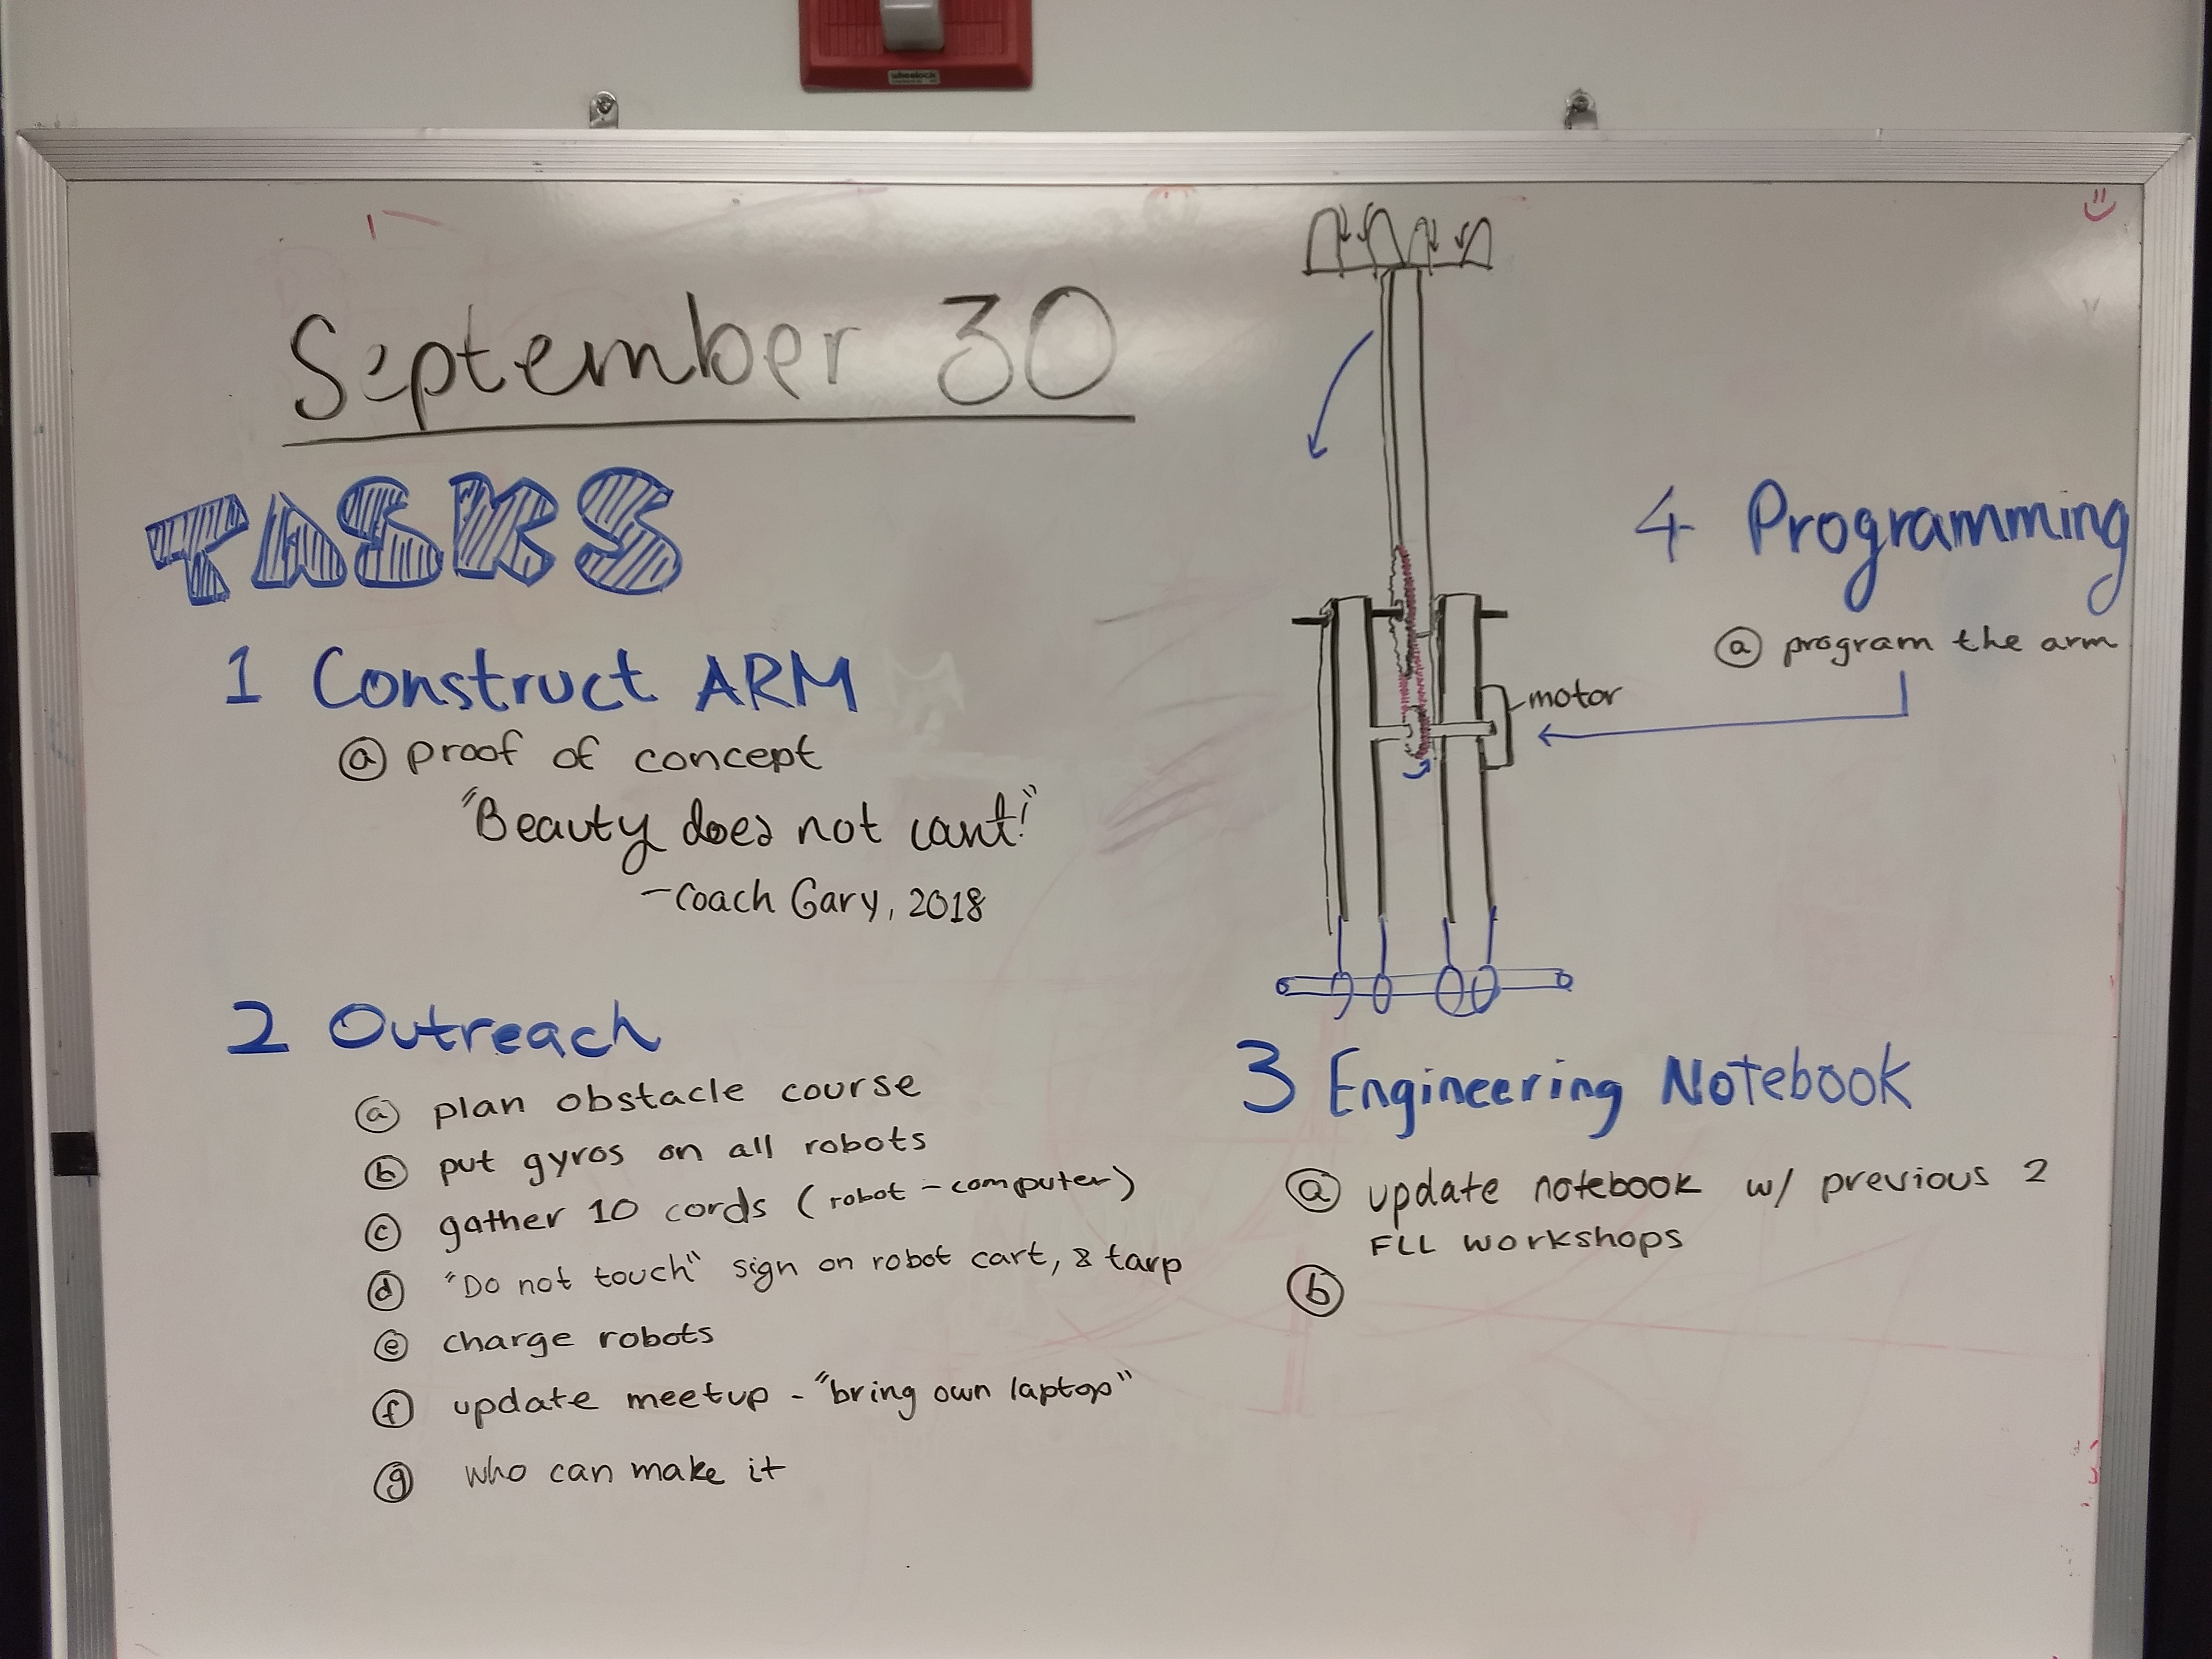 wheelock
September 30
TASKS
1 Construct ARM
ⓐ proof of concept
"Beauty does not cant!"
-Coach Gary, 2018
2 Outreach
ⓐ plan obstacle course
ⓑ put gyros on all robots
ⓒ gather 10 cords (robot-computer)
ⓓ "Do not touch" sign on robot cart, & tarp
ⓔ charge robots
ⓕ update meetup - "bring own laptop"
ⓖ who can make it
motor
3 Engineering Notebook
ⓐ update notebook w/ previous 2
FLL workshops
ⓑ
4 Programming
ⓐ program the arm